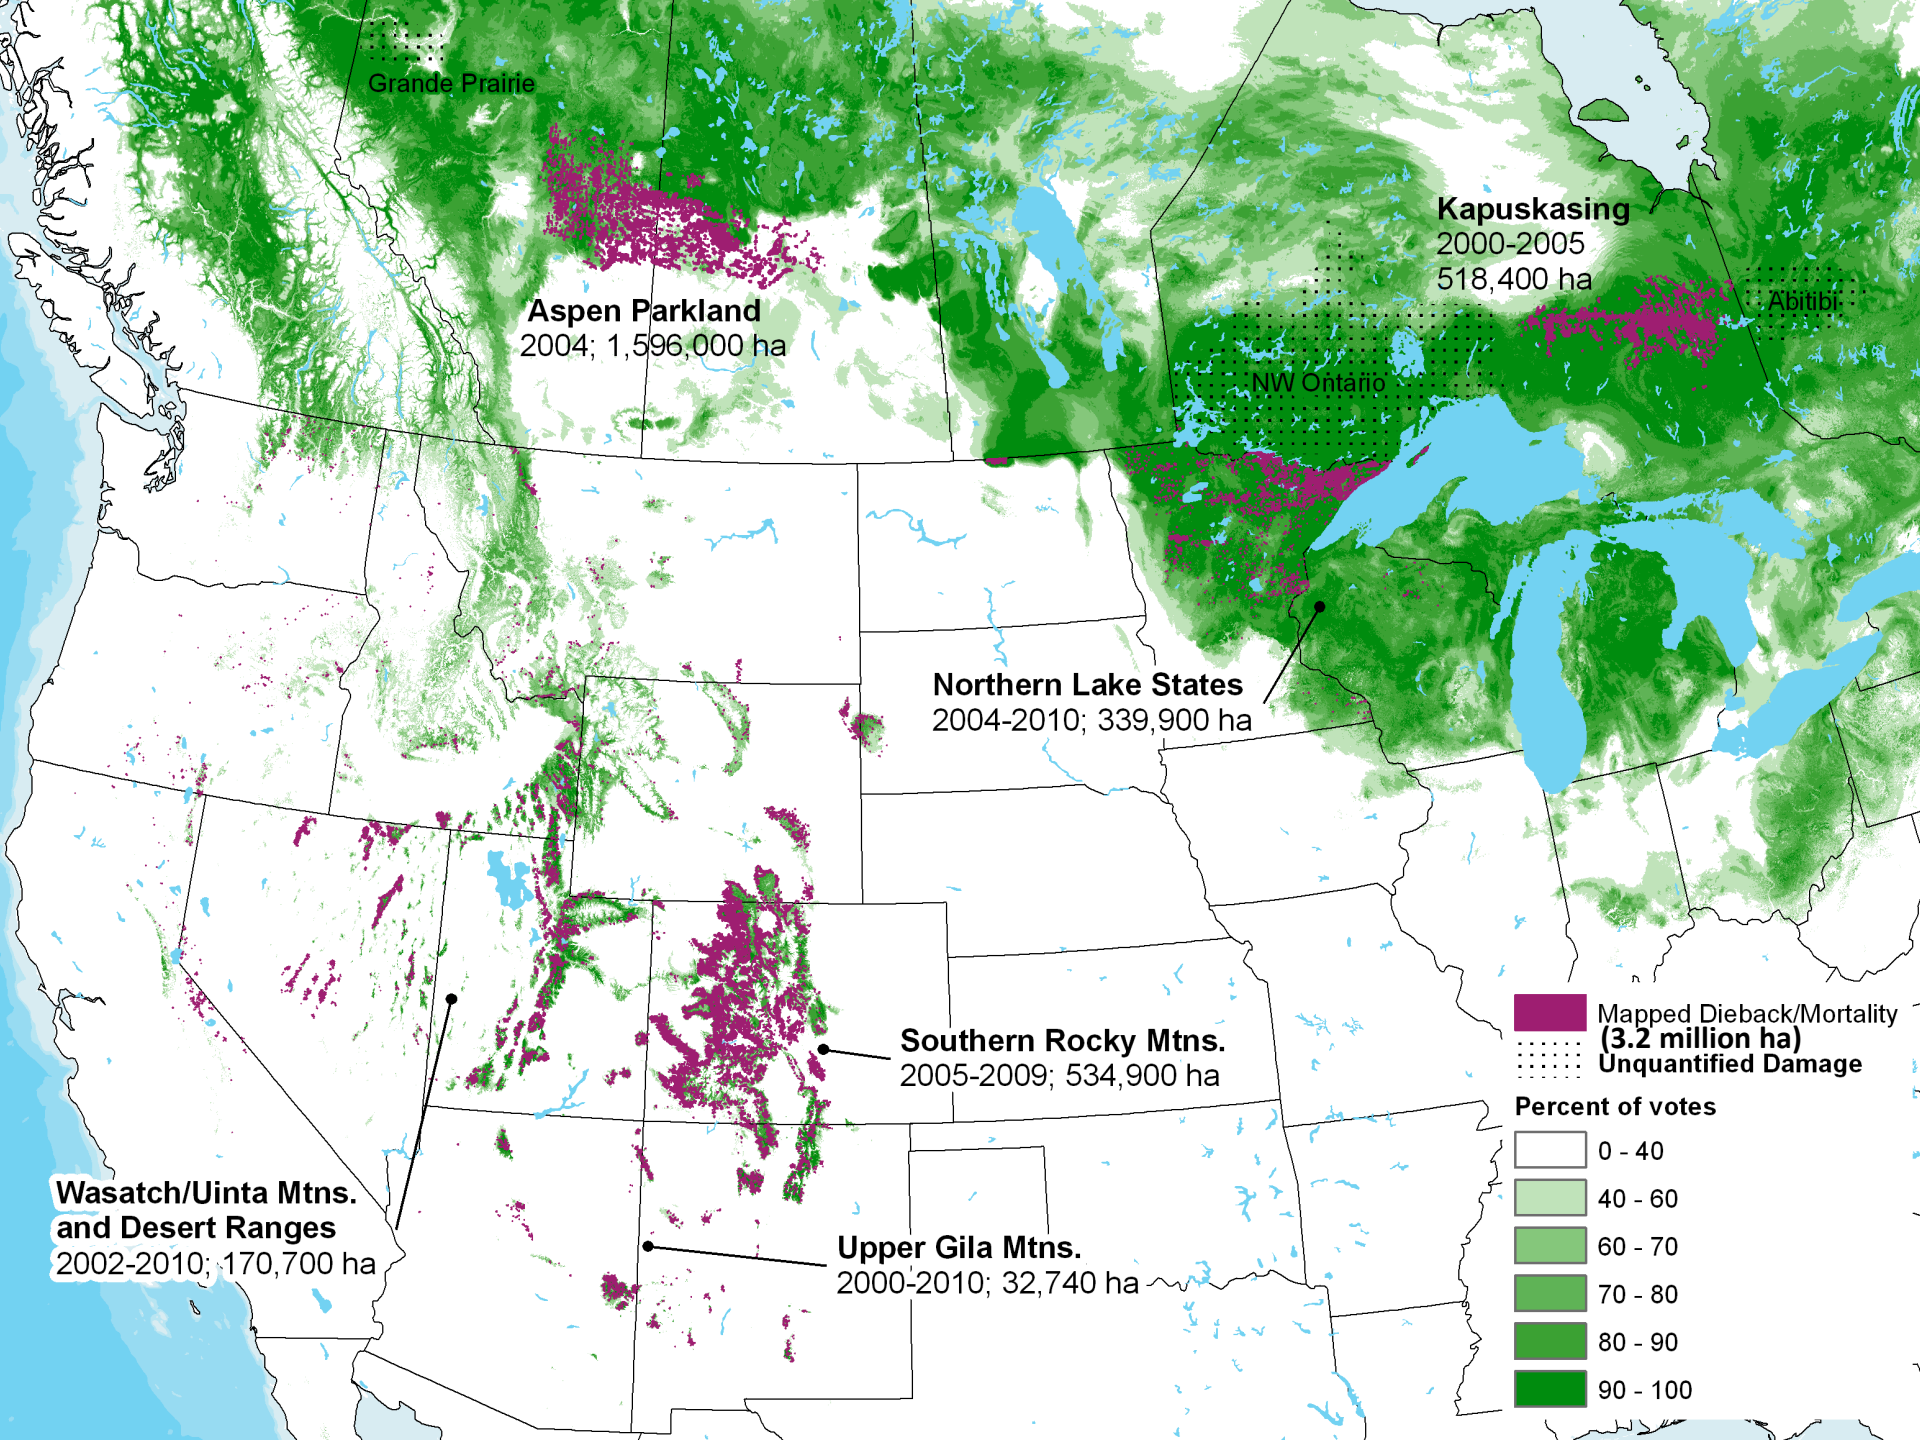 Grande Prairie
Kapuskasing
2000-2005
518,400 ha
Abitibi
Aspen Parkland
2004; 1,596,000 ha
NW Ontario
Northern Lake States
2004-2010; 339,900 ha
Southern Rocky Mtns.
2005-2009; 534,900 ha
Wasatch/Uinta Mtns.
and Desert Ranges
2002-2010; 170,700 ha
Upper Gila Mtns.
2000-2010; 32,740 ha
Mapped Dieback/Mortality
(3.2 million ha)
Unquantified Damage
Percent of votes
0 - 40
40 - 60
60 - 70
70 - 80
80 - 90
90 - 100